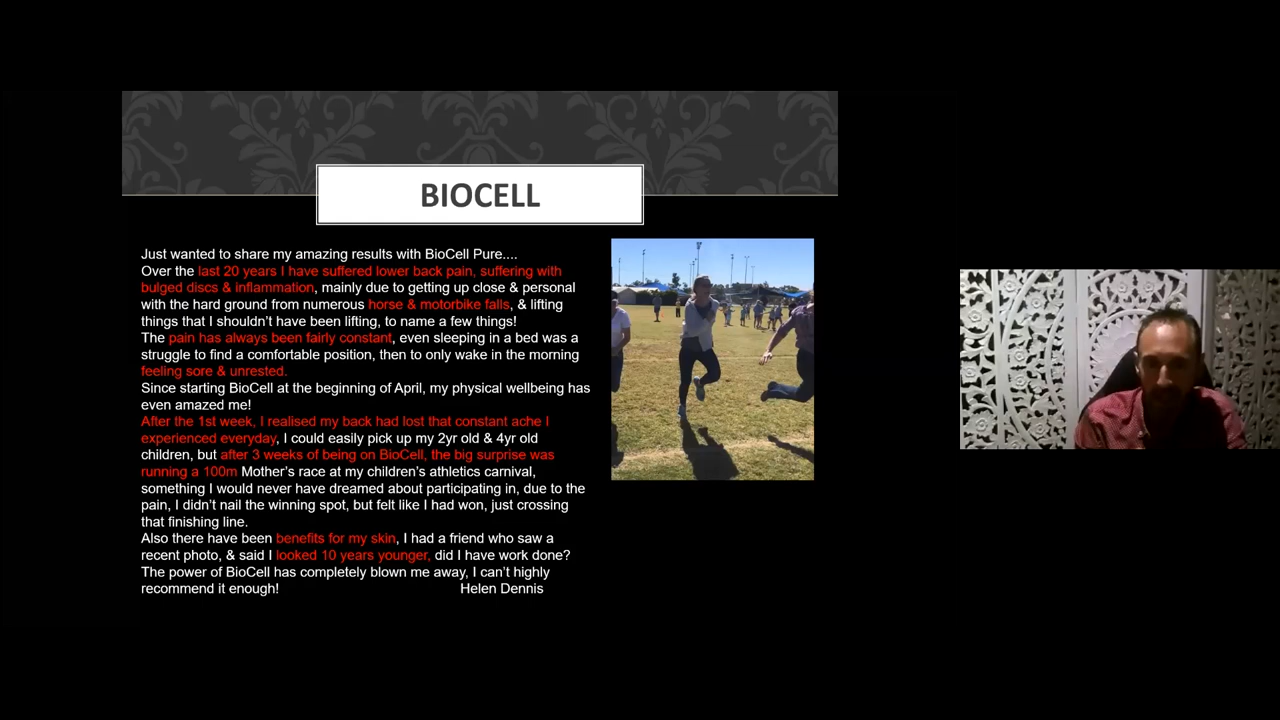 BIOCELL
Just wanted to share my amazing results with BioCell Pure....
Over the last 20 years I have suffered lower back pain, suffering with
bulged discs & inflammation, mainly due to getting up close & personal
with the hard ground from numerous horse & motorbike falls, & lifting
things that I shouldn't have been lifting, to name a few things!
The pain has always been fairly constant, even sleeping in a bed was a
struggle to find a comfortable position, then to only wake in the morning
feeling sore & unrested.
Since starting BioCell at the beginning of April, my physical wellbeing has
even amazed me!
After the 1st week, I realised my back had lost that constant ache I
experienced everyday, I could easily pick up my 2yr old & 4yr old
children, but after 3 weeks of being on BioCell, the big surprise was
running a 100m Mother's race at my children's athletics carnival,
something I would never have dreamed about participating in, due to the
pain, I didn't nail the winning spot, but felt like I had won, just crossing
that finishing line.
Also there have been benefits for my skin, I had a friend who saw a
recent photo, & said I looked 10 years younger, did I have work done?
The power of BioCell has completely blown me away, I can't highly
recommend it enough! Helen Dennis